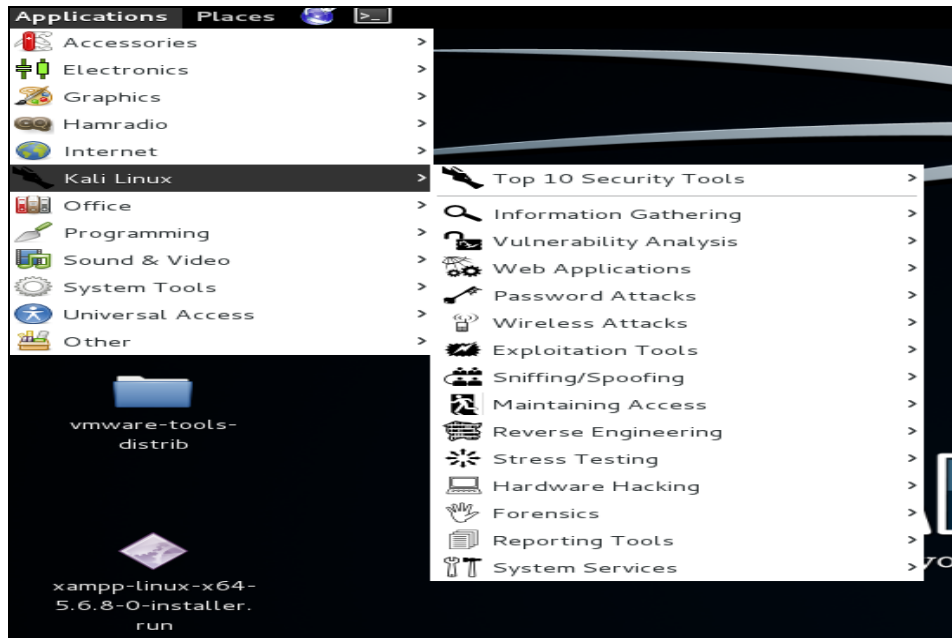 Applications Places
Accessories
Electronics
Graphics
Hamradio
Internet
Kali Linux
Office
Programming
Sound & Video
System Tools
Universal Access
Other
Top 10 Security Tools
Information Gathering
Vulnerability Analysis
Web Applications
Password Attacks
Wireless Attacks
Exploitation Tools
Sniffing/Spoofing
Maintaining Access
Reverse Engineering
Stress Testing
Hardware Hacking
Forensics
Reporting Tools
System Services
vmware-tools-
distrib
xampp-linux-x64-
5.6.8-0-installer.
run